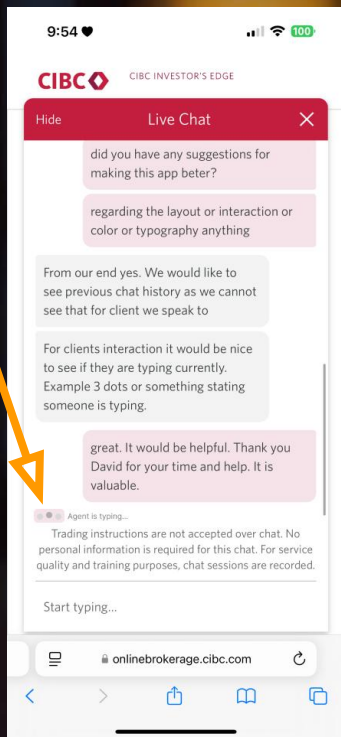 9:54
100
CIBC
CIBC INVESTOR'S EDGE
Hide
Live Chat
did you have any suggestions for
making this app beter?
regarding the layout or interaction or
color or typography anything
From our end yes. We would like to
see previous chat history as we cannot
see that for client we speak to
For clients interaction it would be nice
to see if they are typing currently.
Example 3 dots or something stating
someone is typing.
great. It would be helpful. Thank you
David for your time and help. It is
valuable.
Agent is typing...
Trading instructions are not accepted over chat. No
personal information is required for this chat. For service
quality and training purposes, chat sessions are recorded.
Start typing...
onlinebrokerage.cibc.com